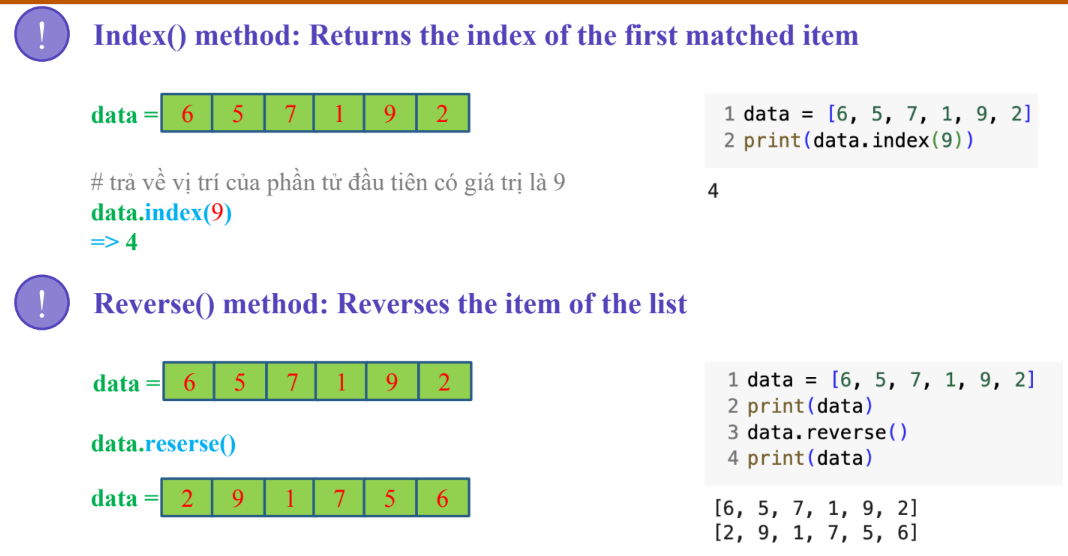 !
Index() method: Returns the index of the first matched item
data = 6 5 7 1 9 2
# trả về vị trí của phần tử đầu tiên có giá trị là 9
data.index(9)
=> 4
1 data = [6, 5, 7, 1, 9, 2]
2 print(data.index(9))
4
!
Reverse() method: Reverses the item of the list
data = 6 5 7 1 9 2
data.reserse()
data = 2 9 1 7 5 6
1 data = [6, 5, 7, 1, 9, 2]
2 print(data)
3 data.reverse()
4 print(data)
[6, 5, 7, 1, 9, 2]
[2, 9, 1, 7, 5, 6]